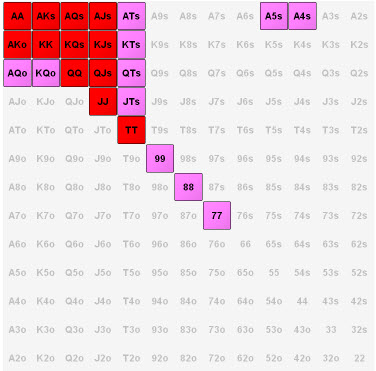 AA AKs AQs AJs ATs A9s A8s A7s A6s A5s A4s A3s A2s
AKo KK KQs KJs KTs K9s K8s K7s K6s K5s K4s K3s K2s
AQo KQo QQ QJs QTs Q9s Q8s Q7s Q6s Q5s Q4s Q3s Q2s
AJo KJo QJo JJ JTs J9s J8s J7s J6s J5s J4s J3s J2s
ATo KTo QTo JTo TT T9s T8s T7s T6s T5s T4s T3s T2s
A9o K9o Q9o J9o T9o 99 98s 97s 96s 95s 94s 93s 92s
A8o K8o Q8o J8o T8o 98o 88 87s 86s 85s 84s 83s 82s
A7o K7o Q7o J7o T7o 97o 87o 77 76s 75s 74s 73s 72s
A6o K6o Q6o J6o T6o 96o 86o 76o 66 65s 64s 63s 62s
A5o K5o Q5o J5o T5o 95o 85o 75o 65o 55 54s 53s 52s
A4o K4o Q4o J4o T4o 94o 84o 74o 64o 54o 44 43s 42s
A3o K3o Q3o J3o T3o 93o 83o 73o 63o 53o 43o 33 32s
A2o K2o Q2o J2o T2o 92o 82o 72o 62o 52o 42o 32o 22